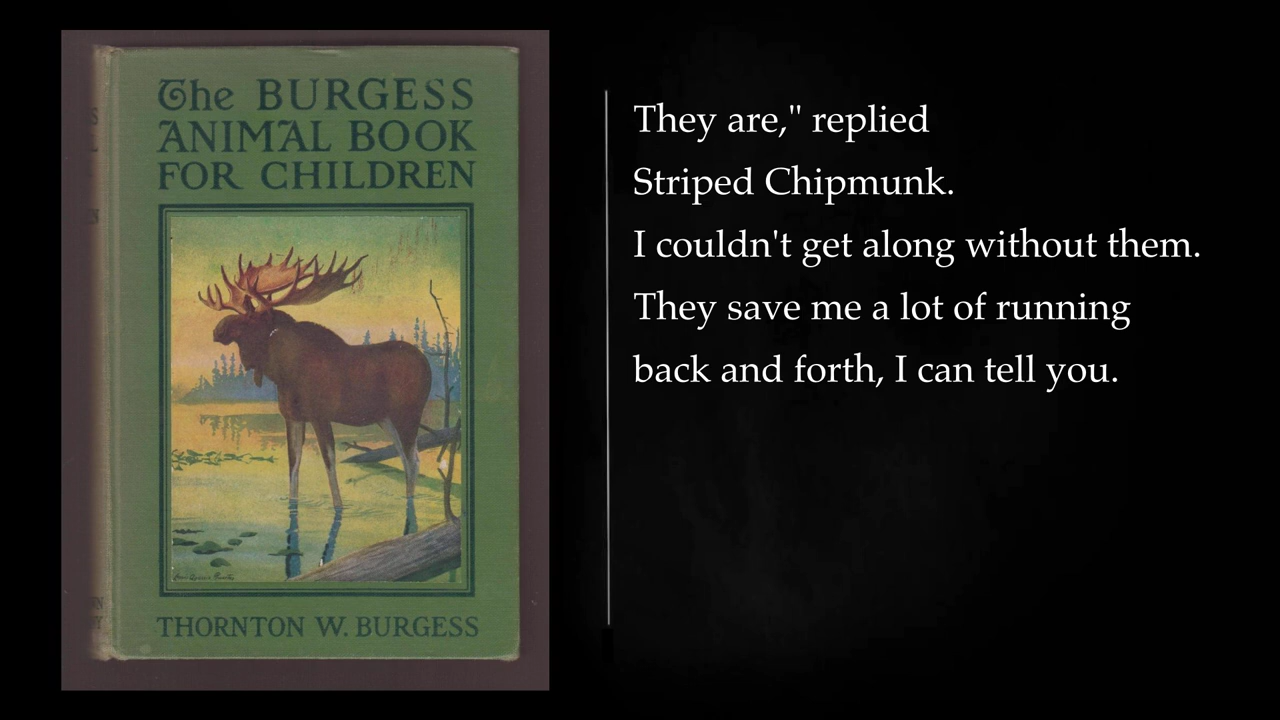 The BURGESS
ANIMAL BOOK
FOR CHILDREN
THORNTON W. BURGESS
They are," replied
Striped Chipmunk.
I couldn't get along without them.
They save me a lot of running
back and forth, I can tell you.